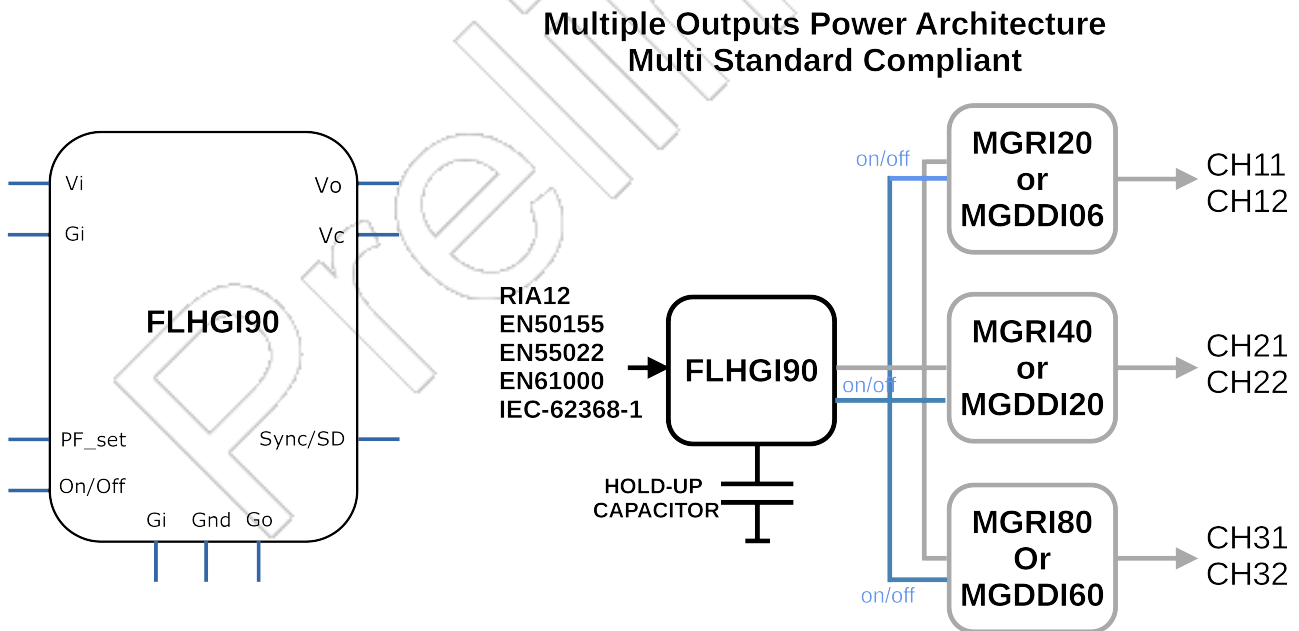 Multiple Outputs Power Architecture
Multi Standard Compliant
Vi
Gi
Vo
Vc
FLHGI90
PF_set
On/Off
Sync/SD
Gi
Gnd
Go
RIA12
EN50155
EN55022
EN61000
IEC-62368-1
FLHGI90
HOLD-UP
CAPACITOR
on/off
on/off
on/off
MGRI20
or
MGDDI06
CH11
CH12
MGRI40
or
MGDDI20
CH21
CH22
MGRI80
Or
MGDDI60
CH31
CH32